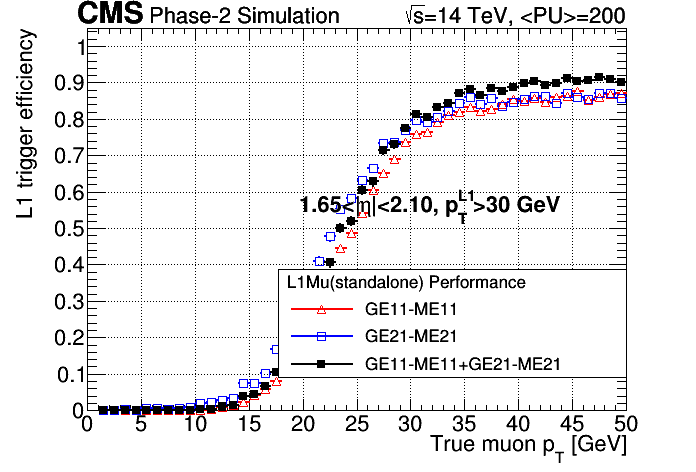 CMS Phase-2 Simulation √s=14 TeV, <PU>=200
L1 trigger efficiency
1
0.9
0.8
0.7
0.6
0.5
0.4
0.3
0.2
0.1
0
1.65<|η|<2.10, p_T^L1>30 GeV
L1Mu(standalone) Performance
GE11-ME11
GE21-ME21
GE11-ME11+GE21-ME21
0 5 10 15 20 25 30 35 40 45 50
True muon p_T [GeV]